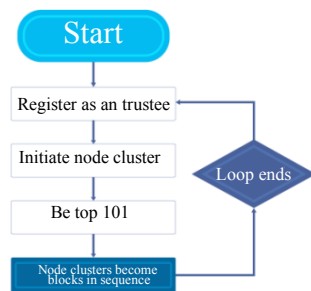 Start
Register as an trustee
Initiate node cluster
Loop ends
Be top 101
Node clusters become
blocks in sequence